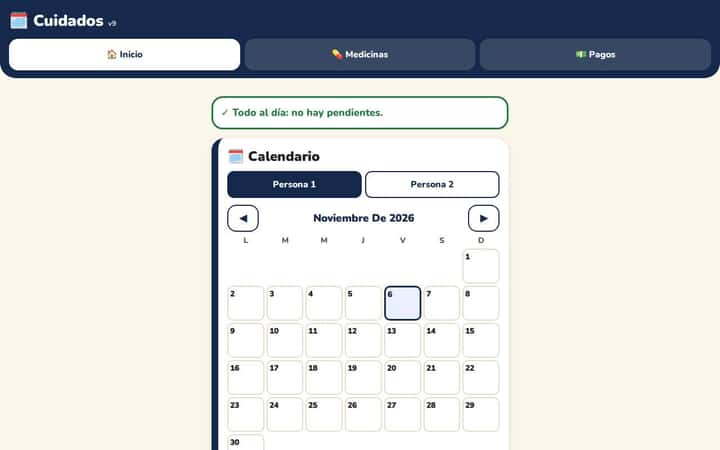 Cuidados v9
Inicio
Medicinas
Pagos
✓ Todo al día: no hay pendientes.
Calendario
Persona 1 Persona 2
◀ Noviembre De 2026 ▶
L M M J V S D
1
2 3 4 5 6 7 8
9 10 11 12 13 14 15
16 17 18 19 20 21 22
23 24 25 26 27 28 29
30